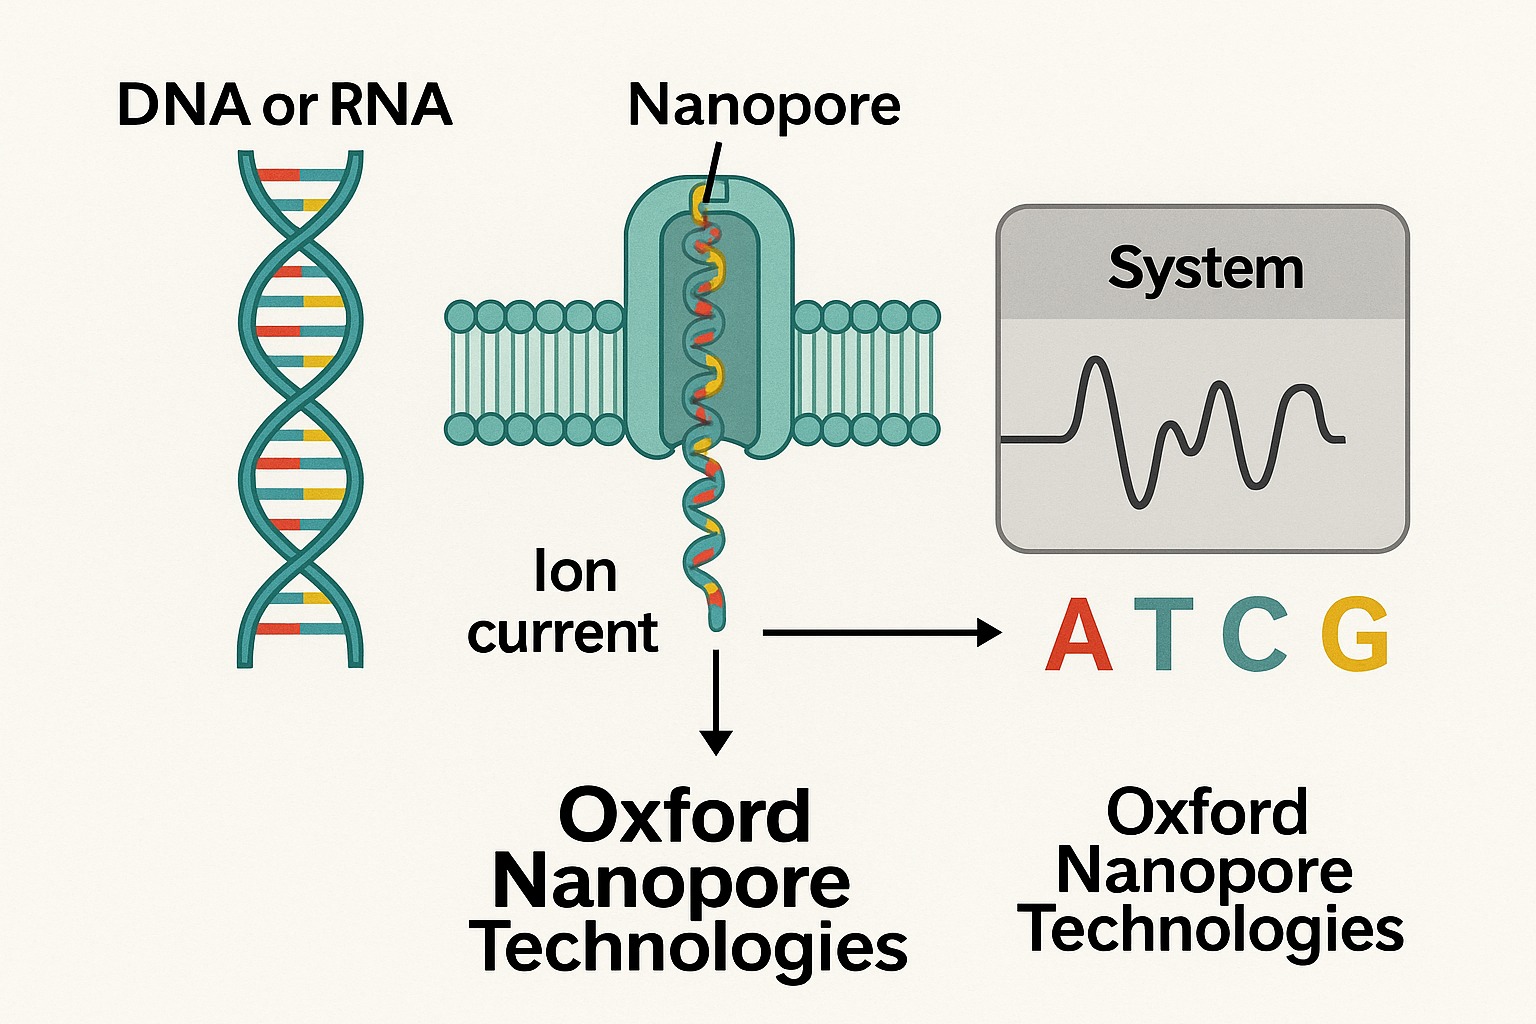 DNA or RNA
Nanopore
System
Ion
current
A T C G
Oxford
Nanopore
Technologies
Oxford
Nanopore
Technologies